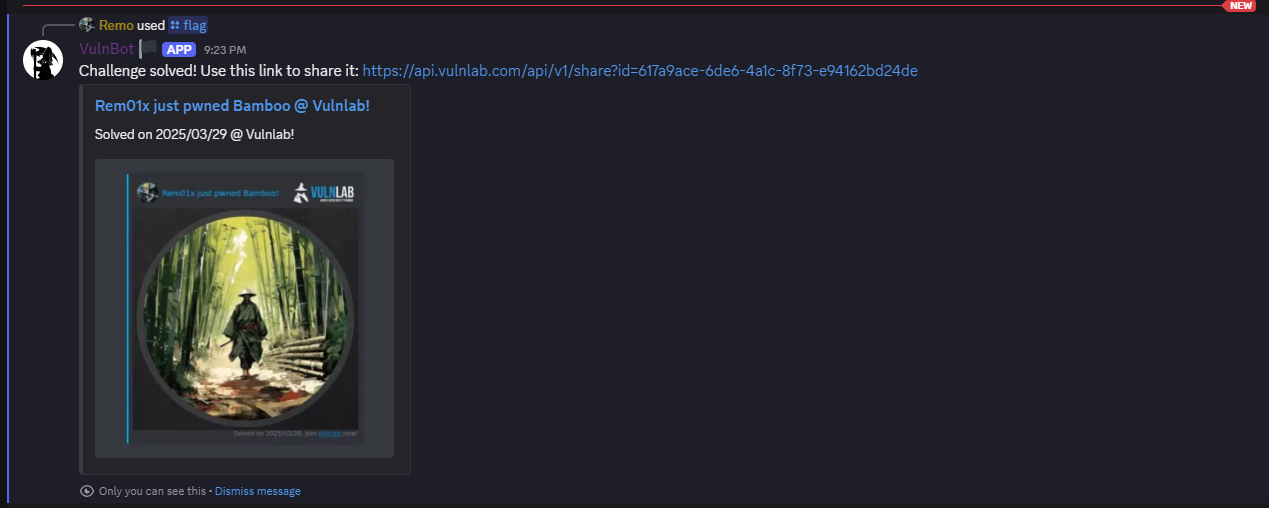 NEW
Remo used flag
VulnBot APP 9:23 PM
Challenge solved! Use this link to share it: https://api.vulnlab.com/api/v1/share?id=617a9ace-6de6-4a1c-8f73-e94162bd24de
Rem01x just pwned Bamboo @ Vulnlab!
Solved on 2025/03/29 @ Vulnlab!
Rem01x just pwned Bamboo!
VULNLAB
Solved on 2025/03/29. Join Vulnlab now!
Only you can see this • Dismiss message